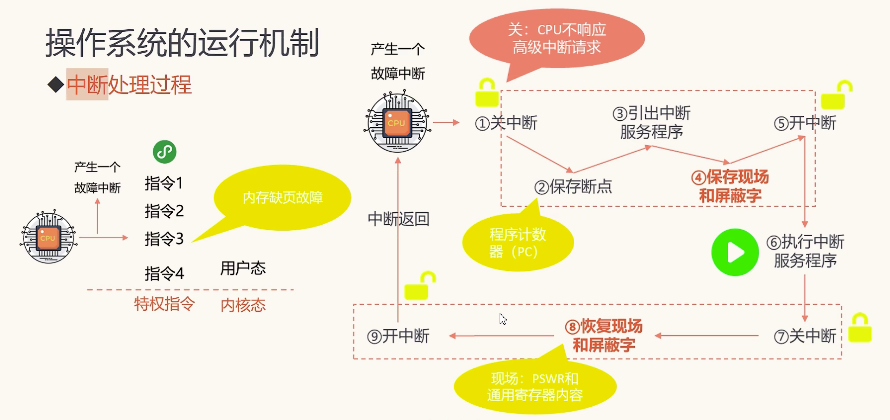 操作系统的运行机制
◆中断处理过程
产生一个
故障中断
CPU
指令1
指令2
指令3
指令4
内存缺页故障
用户态
特权指令
内核态
产生一个
故障中断
CPU
关：CPU不响应
高级中断请求
①关中断
②保存断点
程序计数
器（PC）
③引出中断
服务程序
④保存现场
和屏蔽字
⑤开中断
⑥执行中断
服务程序
⑦关中断
⑧恢复现场
和屏蔽字
现场：PSWR和
通用寄存器内容
⑨开中断
中断返回